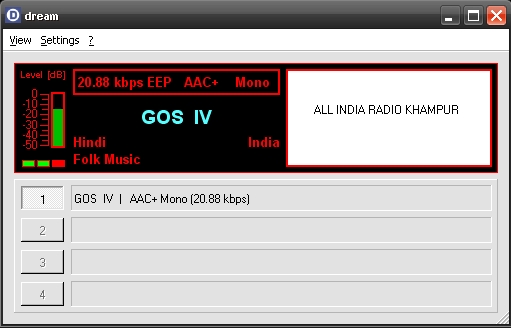 dream
View Settings ?
Level [dB]
0
-10
-20
-30
-40
-50
20.88 kbps EEP AAC+ Mono
GOS IV
Hindi India
Folk Music
ALL INDIA RADIO KHAMPUR
1 GOS IV | AAC+ Mono (20.88 kbps)
2
3
4